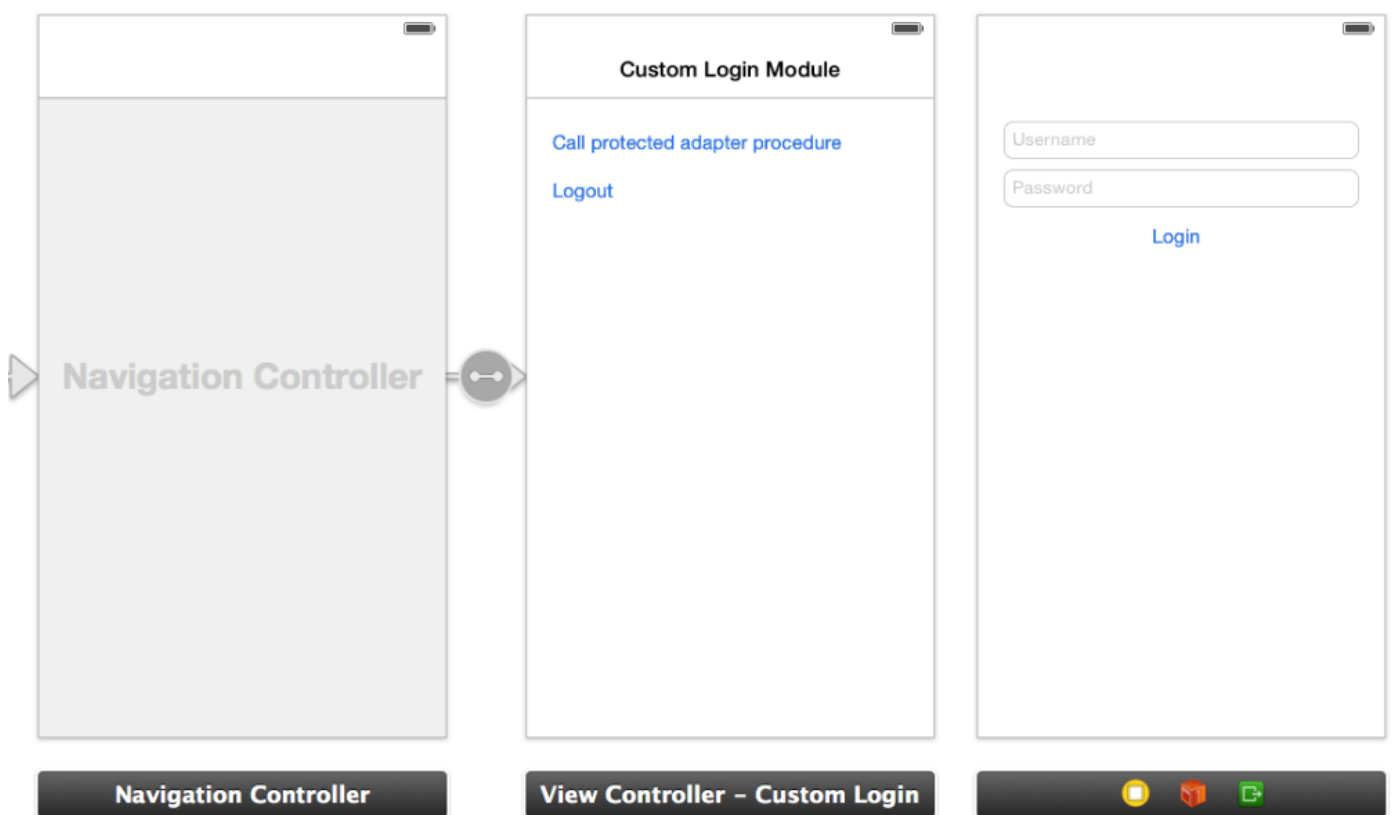 Navigation Controller
Navigation Controller
Custom Login Module
Call protected adapter procedure
Logout
View Controller – Custom Login
Username
Password
Login